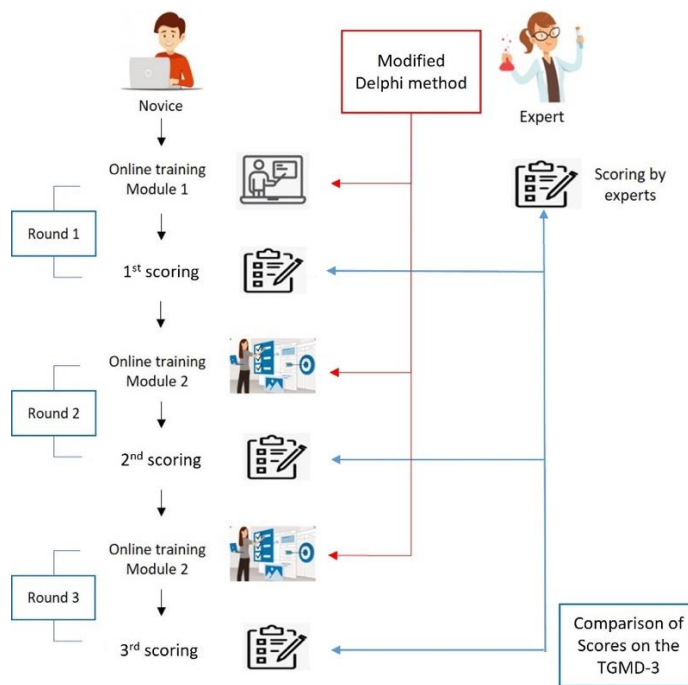 Modified
Delphi method
Novice
Expert
Online training
Module 1
Scoring by
experts
Round 1
1st scoring
Online training
Module 2
Round 2
2nd scoring
Online training
Module 2
Round 3
3rd scoring
Comparison of
Scores on the
TGMD-3